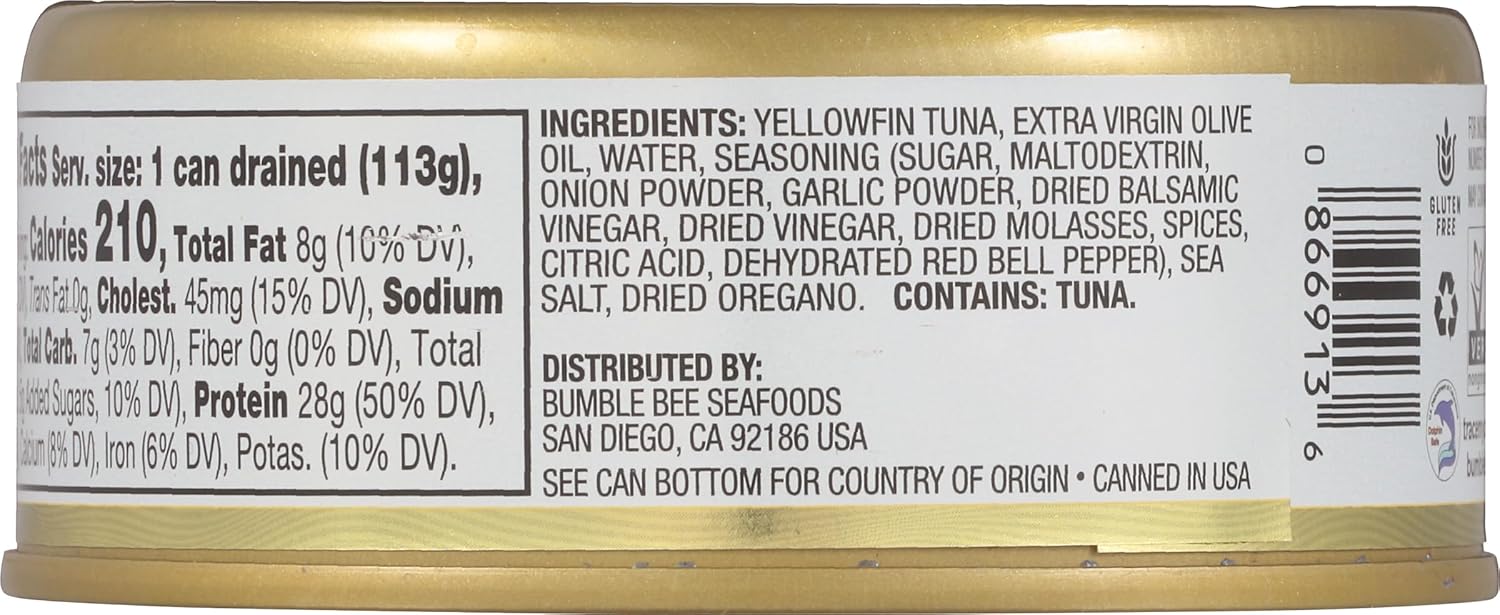 Facts Serv. size: 1 can drained (113g),
Calories 210, Total Fat 8g (10% DV),
Trans Fat 0g, Cholest. 45mg (15% DV), Sodium
Total Carb. 7g (3% DV), Fiber 0g (0% DV), Total
Added Sugars, 10% DV), Protein 28g (50% DV),
Calcium (8% DV), Iron (6% DV), Potas. (10% DV).
INGREDIENTS: YELLOWFIN TUNA, EXTRA VIRGIN OLIVE
OIL, WATER, SEASONING (SUGAR, MALTODEXTRIN,
ONION POWDER, GARLIC POWDER, DRIED BALSAMIC
VINEGAR, DRIED VINEGAR, DRIED MOLASSES, SPICES,
CITRIC ACID, DEHYDRATED RED BELL PEPPER), SEA
SALT, DRIED OREGANO. CONTAINS: TUNA.
DISTRIBUTED BY:
BUMBLE BEE SEAFOODS
SAN DIEGO, CA 92186 USA
SEE CAN BOTTOM FOR COUNTRY OF ORIGIN • CANNED IN USA
0 866913 6
GLUTEN
FREE
Dolphin
Safe